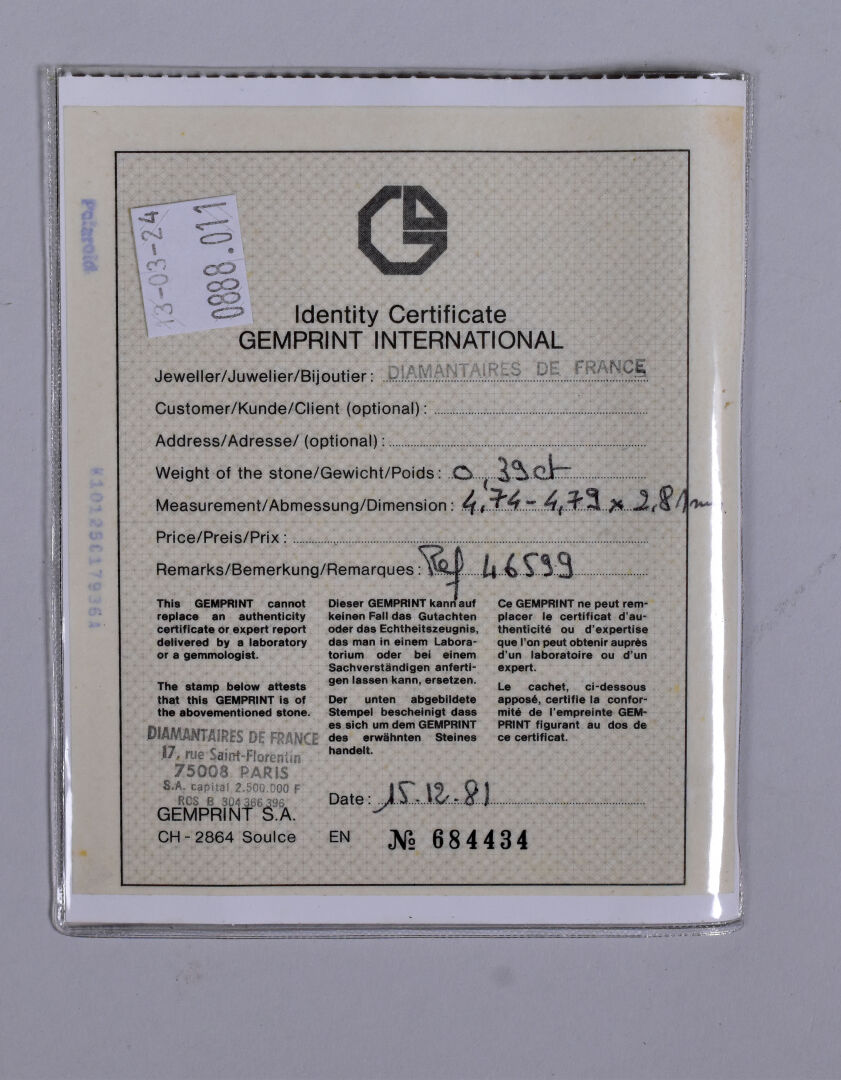 Polaroid
K1012S6179361
13-03-24
0888.011
Identity Certificate
GEMPRINT INTERNATIONAL
Jeweller/Juwelier/Bijoutier: DIAMANTAIRES DE FRANCE
Customer/Kunde/Client (optional):
Address/Adresse/ (optional):
Weight of the stone/Gewicht/Poids: 0,39ct
Measurement/Abmessung/Dimension: 4,74-4,79 x 2,81mm
Price/Preis/Prix:
Remarks/Bemerkung/Remarques: Ref 46599
This GEMPRINT cannot
replace an authenticity
certificate or expert report
delivered by a laboratory
or a gemmologist.
The stamp below attests
that this GEMPRINT is of
the abovementioned stone.
Dieser GEMPRINT kann auf
keinen Fall das Gutachten
oder das Echtheitszeugnis,
das man in einem Labora-
torium oder bei einem
Sachverständigen anferti-
gen lassen kann, ersetzen.
Der unten abgebildete
Stempel bescheinigt dass
es sich um dem GEMPRINT
des erwähnten Steines
handelt.
Ce GEMPRINT ne peut rem-
placer le certificat d'au-
thenticité ou d'expertise
que l'on peut obtenir auprès
d'un laboratoire ou d'un
expert.
Le cachet, ci-dessous
apposé, certifie la confor-
mité de l'empreinte GEM-
PRINT figurant au dos de
ce certificat.
DIAMANTAIRES DE FRANCE
17, rue Saint-Florentin
75008 PARIS
S.A. capital 2.500.000 F
RCS B 304 366 396
GEMPRINT S.A.
CH - 2864 Soulce
Date: 15.12.81
EN № 684434